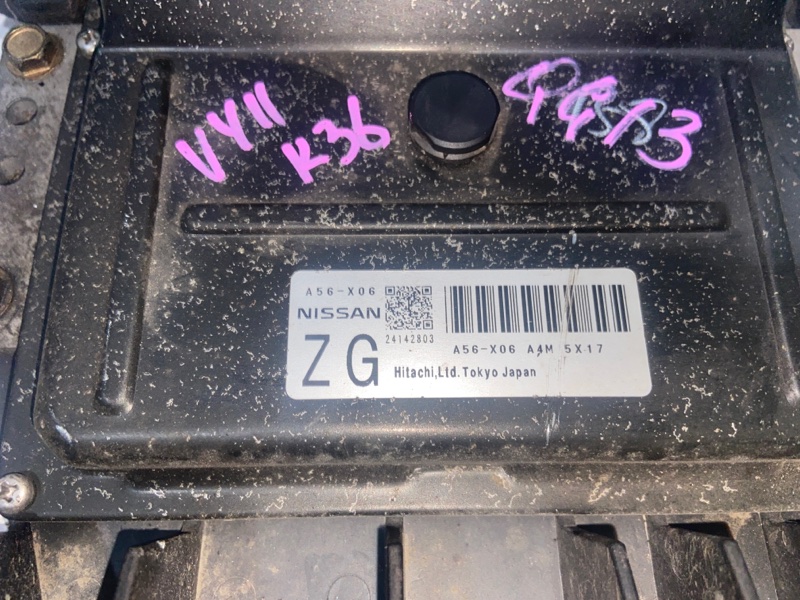 VY11
K36
A56-X06
NISSAN
24142803
ZG
A56-X06 A4M 5X17
Hitachi,Ltd.Tokyo Japan